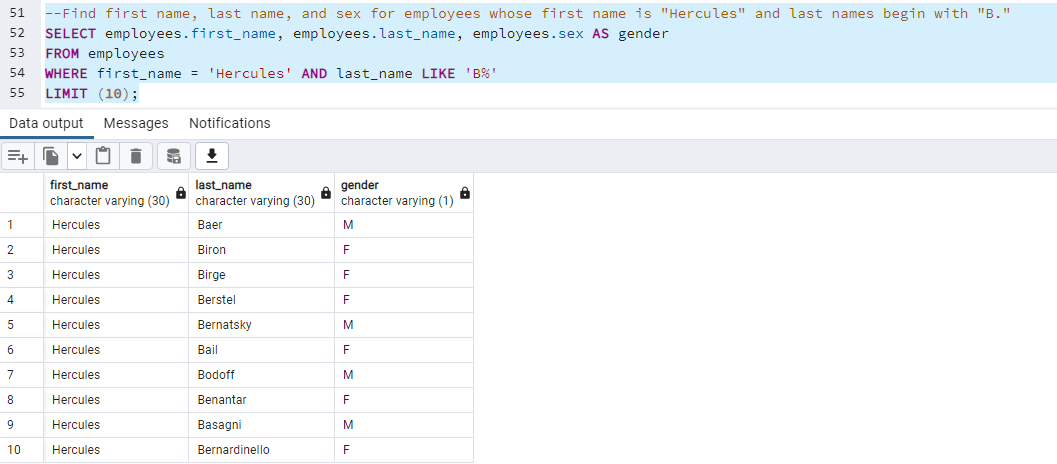 51 --Find first name, last name, and sex for employees whose first name is "Hercules" and last names begin with "B."
52 SELECT employees.first_name, employees.last_name, employees.sex AS gender
53 FROM employees
54 WHERE first_name = 'Hercules' AND last_name LIKE 'B%'
55 LIMIT (10);
Data output Messages Notifications
first_name last_name gender
character varying (30) character varying (30) character varying (1)
1 Hercules Baer M
2 Hercules Biron F
3 Hercules Birge F
4 Hercules Berstel F
5 Hercules Bernatsky M
6 Hercules Bail F
7 Hercules Bodoff M
8 Hercules Benantar F
9 Hercules Basagni M
10 Hercules Bernardinello F